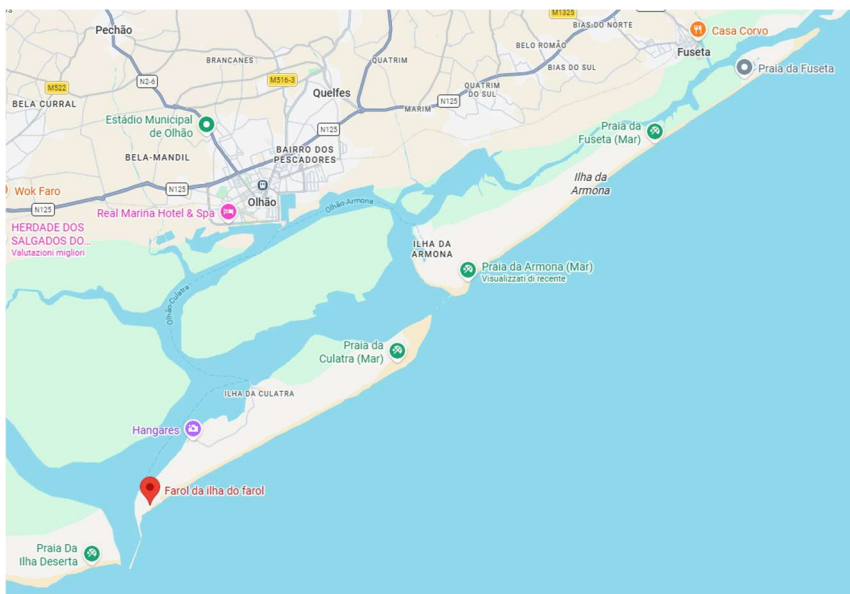 M1325
BIAS DO NORTE
Casa Corvo
Pechão
BELO ROMÃO
Fuseta
BRANCANES
QUATRIM
BIAS DO SUL
Praia da Fuseta
N2-6
M516-3
M522
Quelfes
QUATRIM
DO SUL
BELA CURRAL
N125
MARIM
Estádio Municipal
de Olhão
N125
Praia da
Fuseta (Mar)
BAIRRO DOS
PESCADORES
BELA-MANDIL
Ilha da
Armona
Wok Faro
N125
Olhão
Olhão-Armona
N125
Real Marina Hotel & Spa
HERDADE DOS
SALGADOS DO...
Valutazioni migliori
ILHA DA
ARMONA
Praia da Armona (Mar)
Visualizzati di recente
Olhão-Culatra
Praia da
Culatra (Mar)
ILHA DA CULATRA
Hangares
Farol da ilha do farol
Praia Da
Ilha Deserta